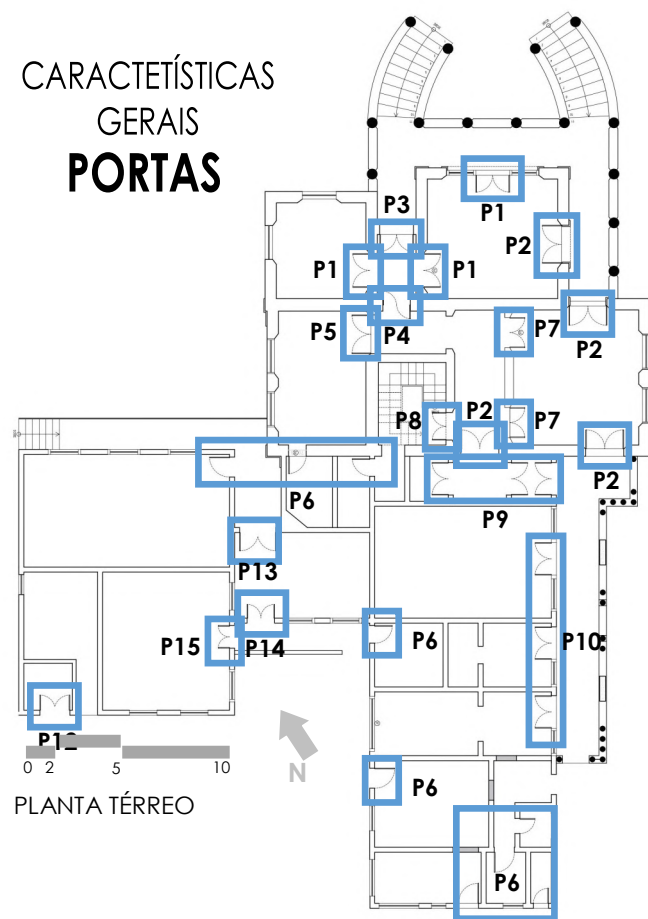 CARACTETÍSTICAS
GERAIS
PORTAS
P3
P1
P2
P1
P1
P5
P4
P7
P2
P8
P2
P7
P2
P6
P9
P13
P15
P14
P6
P10
P12
0 2 5 10
N
PLANTA TÉRREO
P6
P6